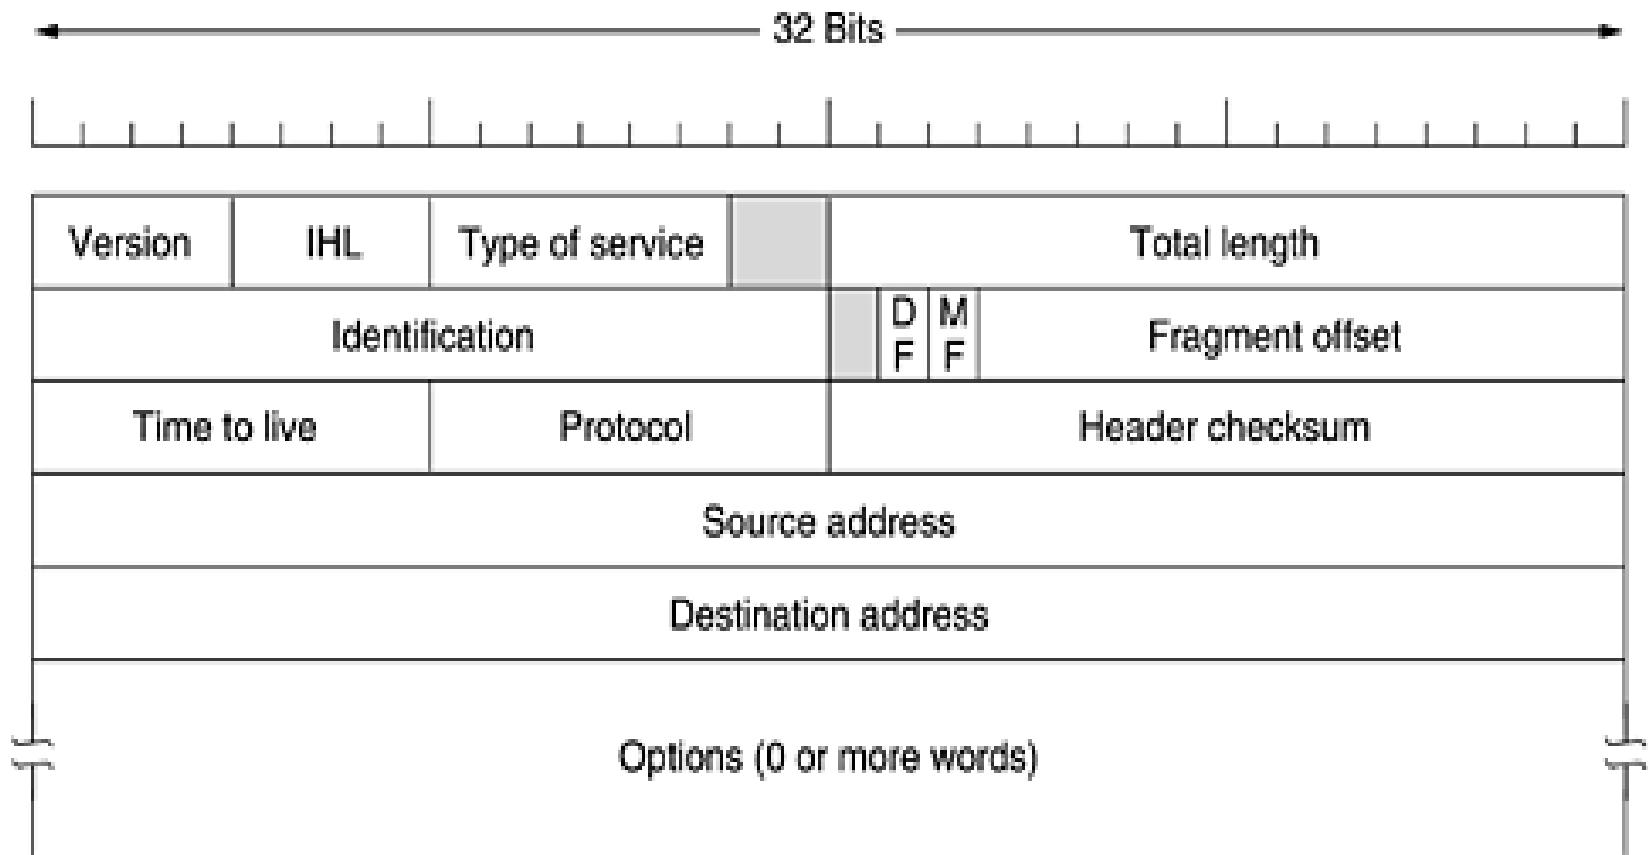 32 Bits
Version IHL Type of service Total length
Identification D F M F Fragment offset
Time to live Protocol Header checksum
Source address
Destination address
Options (0 or more words)